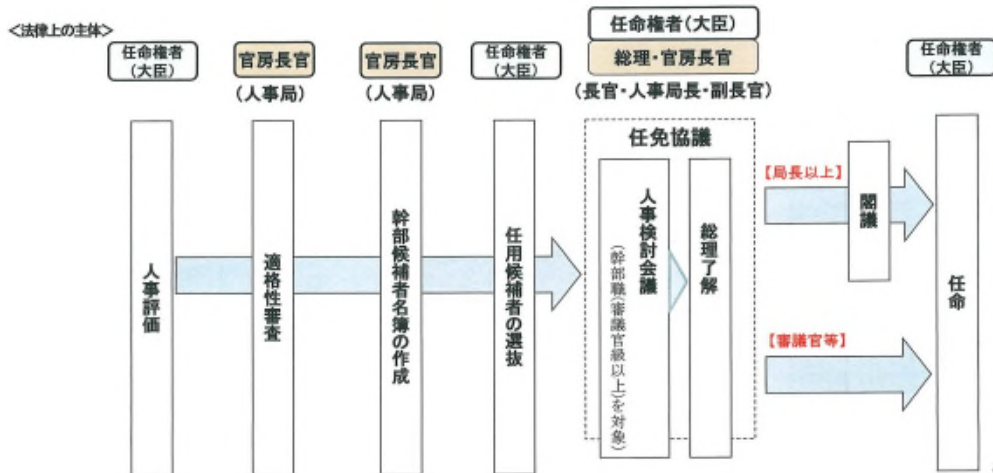 <法律上の主体>
任命権者
(大臣)
官房長官
(人事局)
官房長官
(人事局)
任命権者
(大臣)
任命権者(大臣)
総理・官房長官
(長官・人事局長・副長官)
任命権者
(大臣)
人事評価
適格性審査
幹部候補者名簿の作成
任用候補者の選抜
任免協議
人事検討会議
(幹部職(審議官級以上)を対象)
総理了解
【局長以上】
閣議
【審議官等】
任命